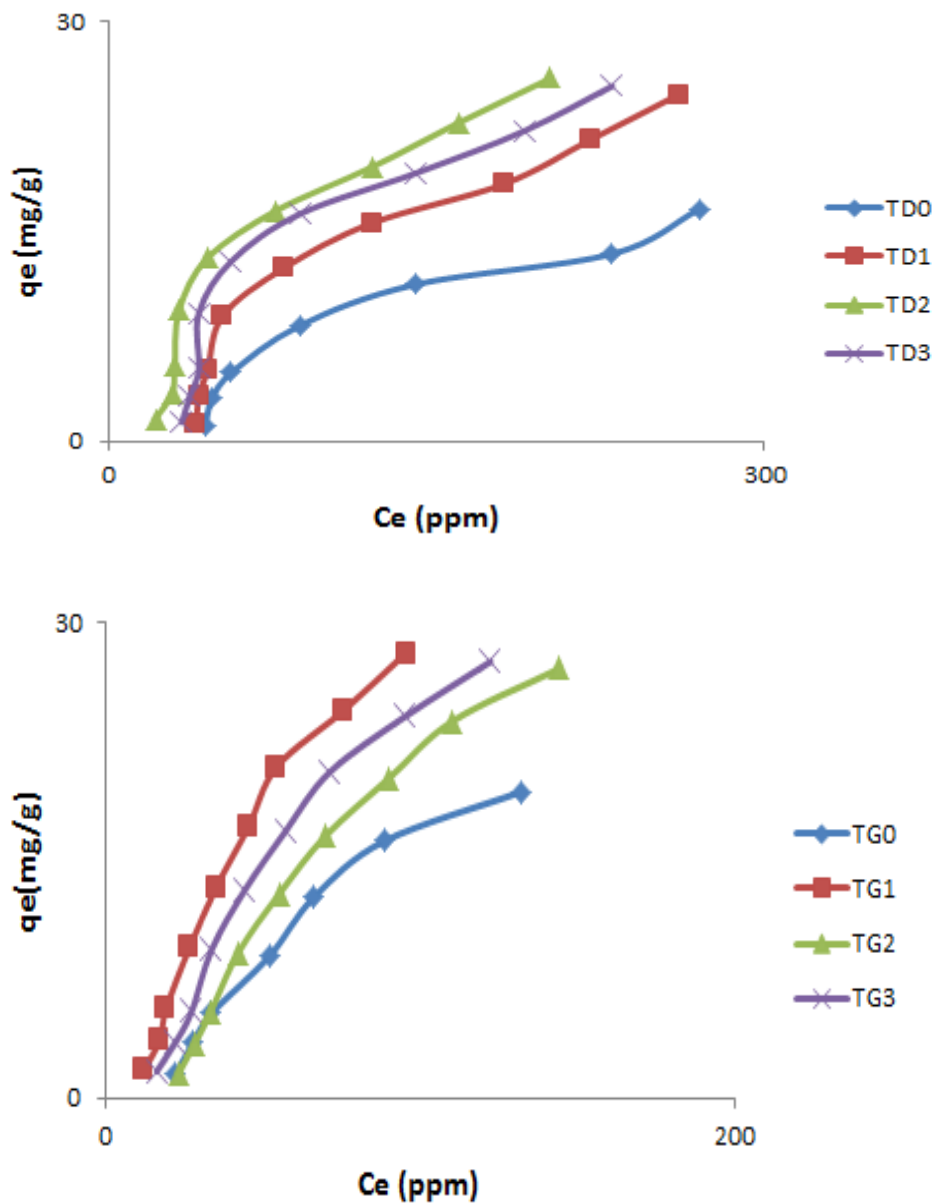 30
qe (mg/g)
TD0
TD1
TD2
TD3
0
0
300
Ce (ppm)
30
qe(mg/g)
TG0
TG1
TG2
TG3
0
0
200
Ce (ppm)